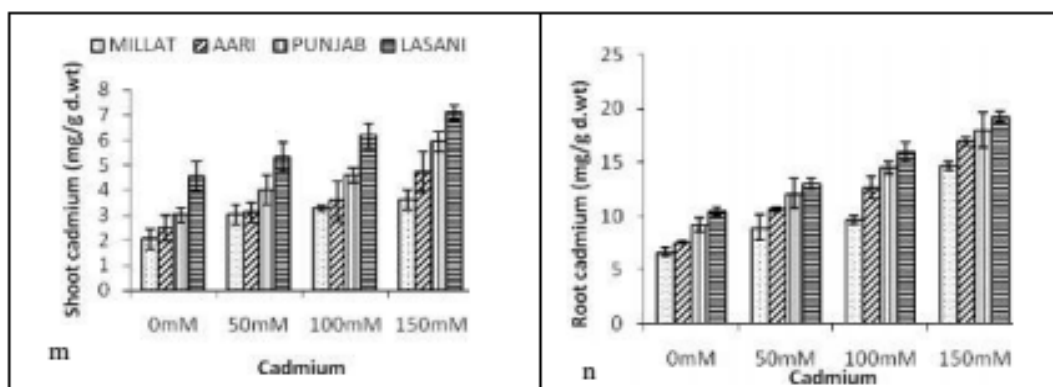 MILLAT AARI PUNJAB LASANI
Shoot cadmium (mg/g d.wt)
8
7
6
5
4
3
2
1
0
0mM 50mM 100mM 150mM
Cadmium
m
Root cadmium (mg/g d.wt)
25
20
15
10
5
0
0mM 50mM 100mM 150mM
Cadmium
n